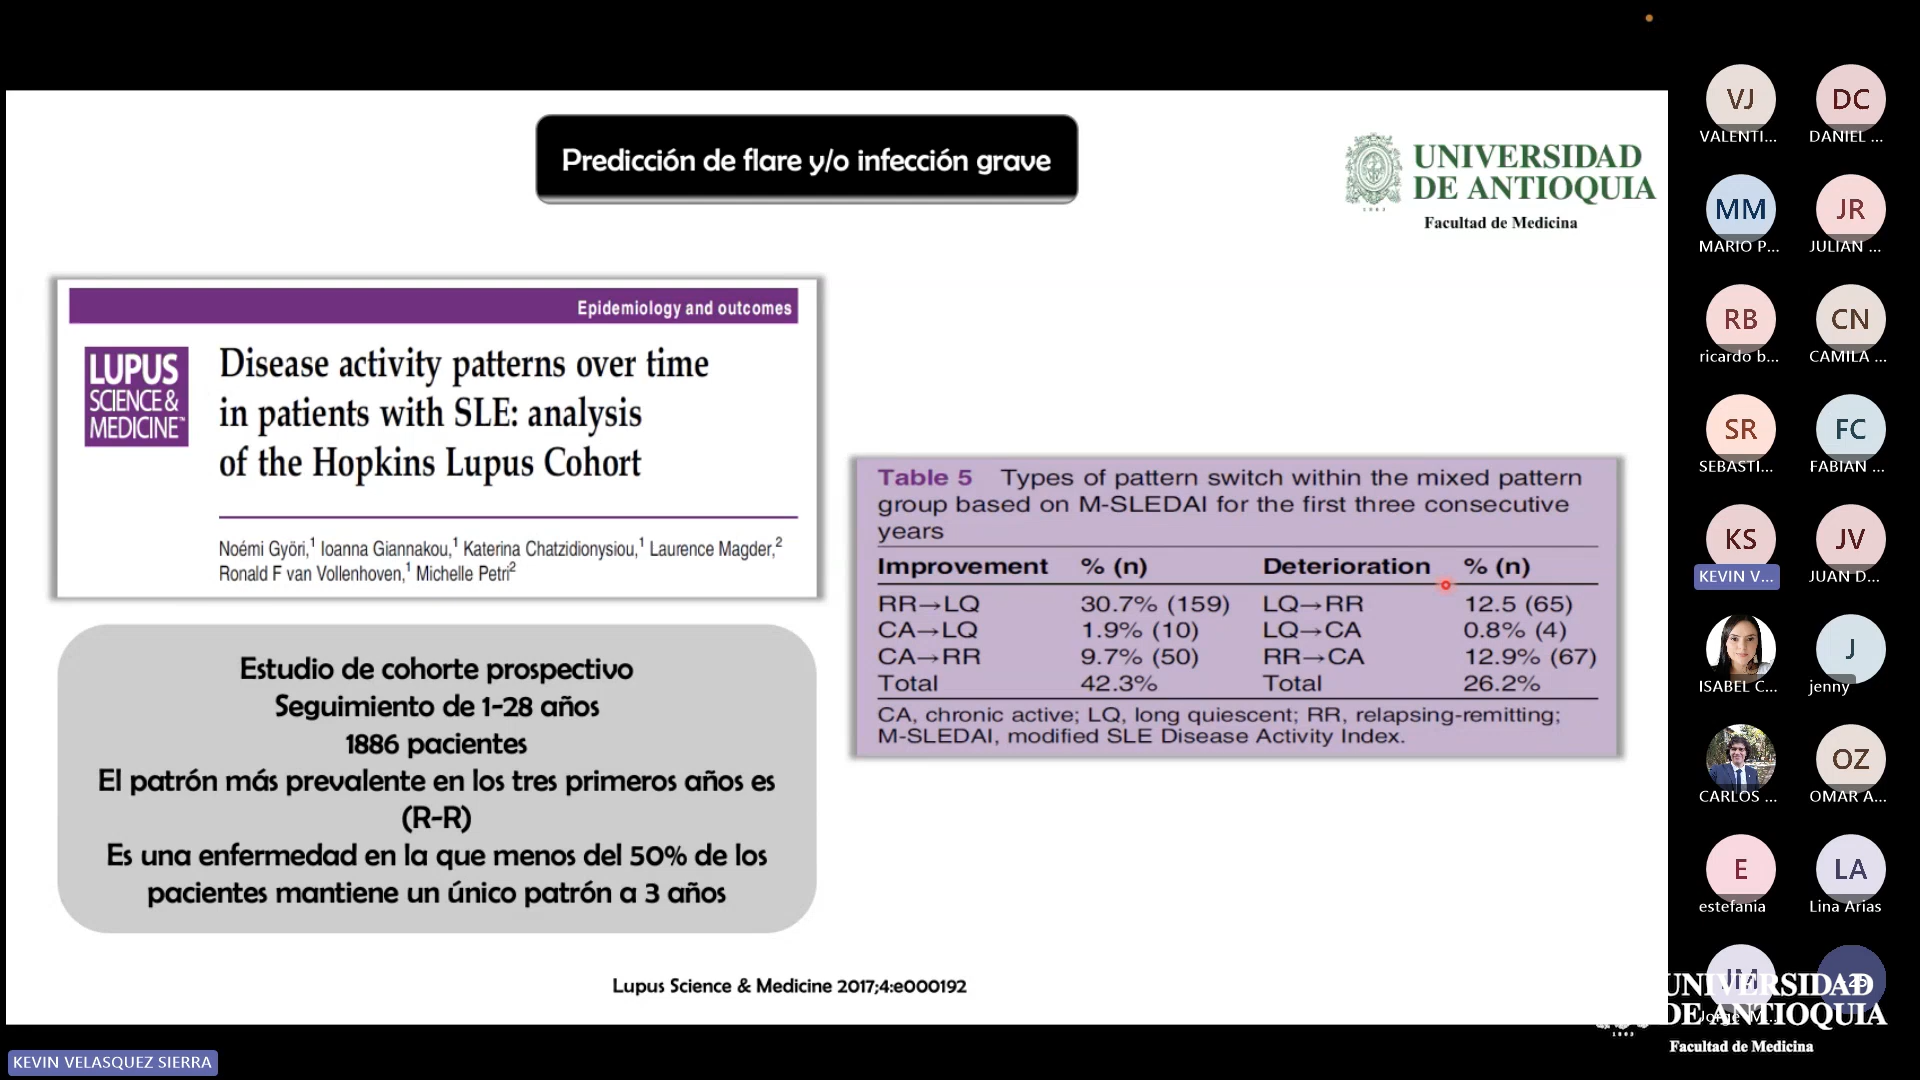 Predicción de flare y/o infección grave
UNIVERSIDAD
DE ANTIOQUIA
1803
Facultad de Medicina
Epidemiology and outcomes
LUPUS
SCIENCE &
MEDICINE™
Disease activity patterns over time
in patients with SLE: analysis
of the Hopkins Lupus Cohort
Noémi Györi,¹ Ioanna Giannakou,¹ Katerina Chatzidionysiou,¹ Laurence Magder,²
Ronald F van Vollenhoven,¹ Michelle Petri²
Estudio de cohorte prospectivo
Seguimiento de 1-28 años
1886 pacientes
El patrón más prevalente en los tres primeros años es
(R-R)
Es una enfermedad en la que menos del 50% de los
pacientes mantiene un único patrón a 3 años
Table 5 Types of pattern switch within the mixed pattern
group based on M-SLEDAI for the first three consecutive
years
Improvement % (n) Deterioration % (n)
RR→LQ 30.7% (159) LQ→RR 12.5 (65)
CA→LQ 1.9% (10) LQ→CA 0.8% (4)
CA→RR 9.7% (50) RR→CA 12.9% (67)
Total 42.3% Total 26.2%
CA, chronic active; LQ, long quiescent; RR, relapsing-remitting;
M-SLEDAI, modified SLE Disease Activity Index.
Lupus Science & Medicine 2017;4:e000192
VJ DC
VALENTI... DANIEL ...
MM JR
MARIO P... JULIAN ...
RB CN
ricardo b... CAMILA ...
SR FC
SEBASTI... FABIAN ...
KS JV
KEVIN V... JUAN D...
J
ISABEL C... jenny
OZ
CARLOS ... OMAR A...
E LA
estefania Lina Arias
JM
UNIVERSIDAD
DE ANTIOQUIA
1803
Facultad de Medicina
KEVIN VELASQUEZ SIERRA